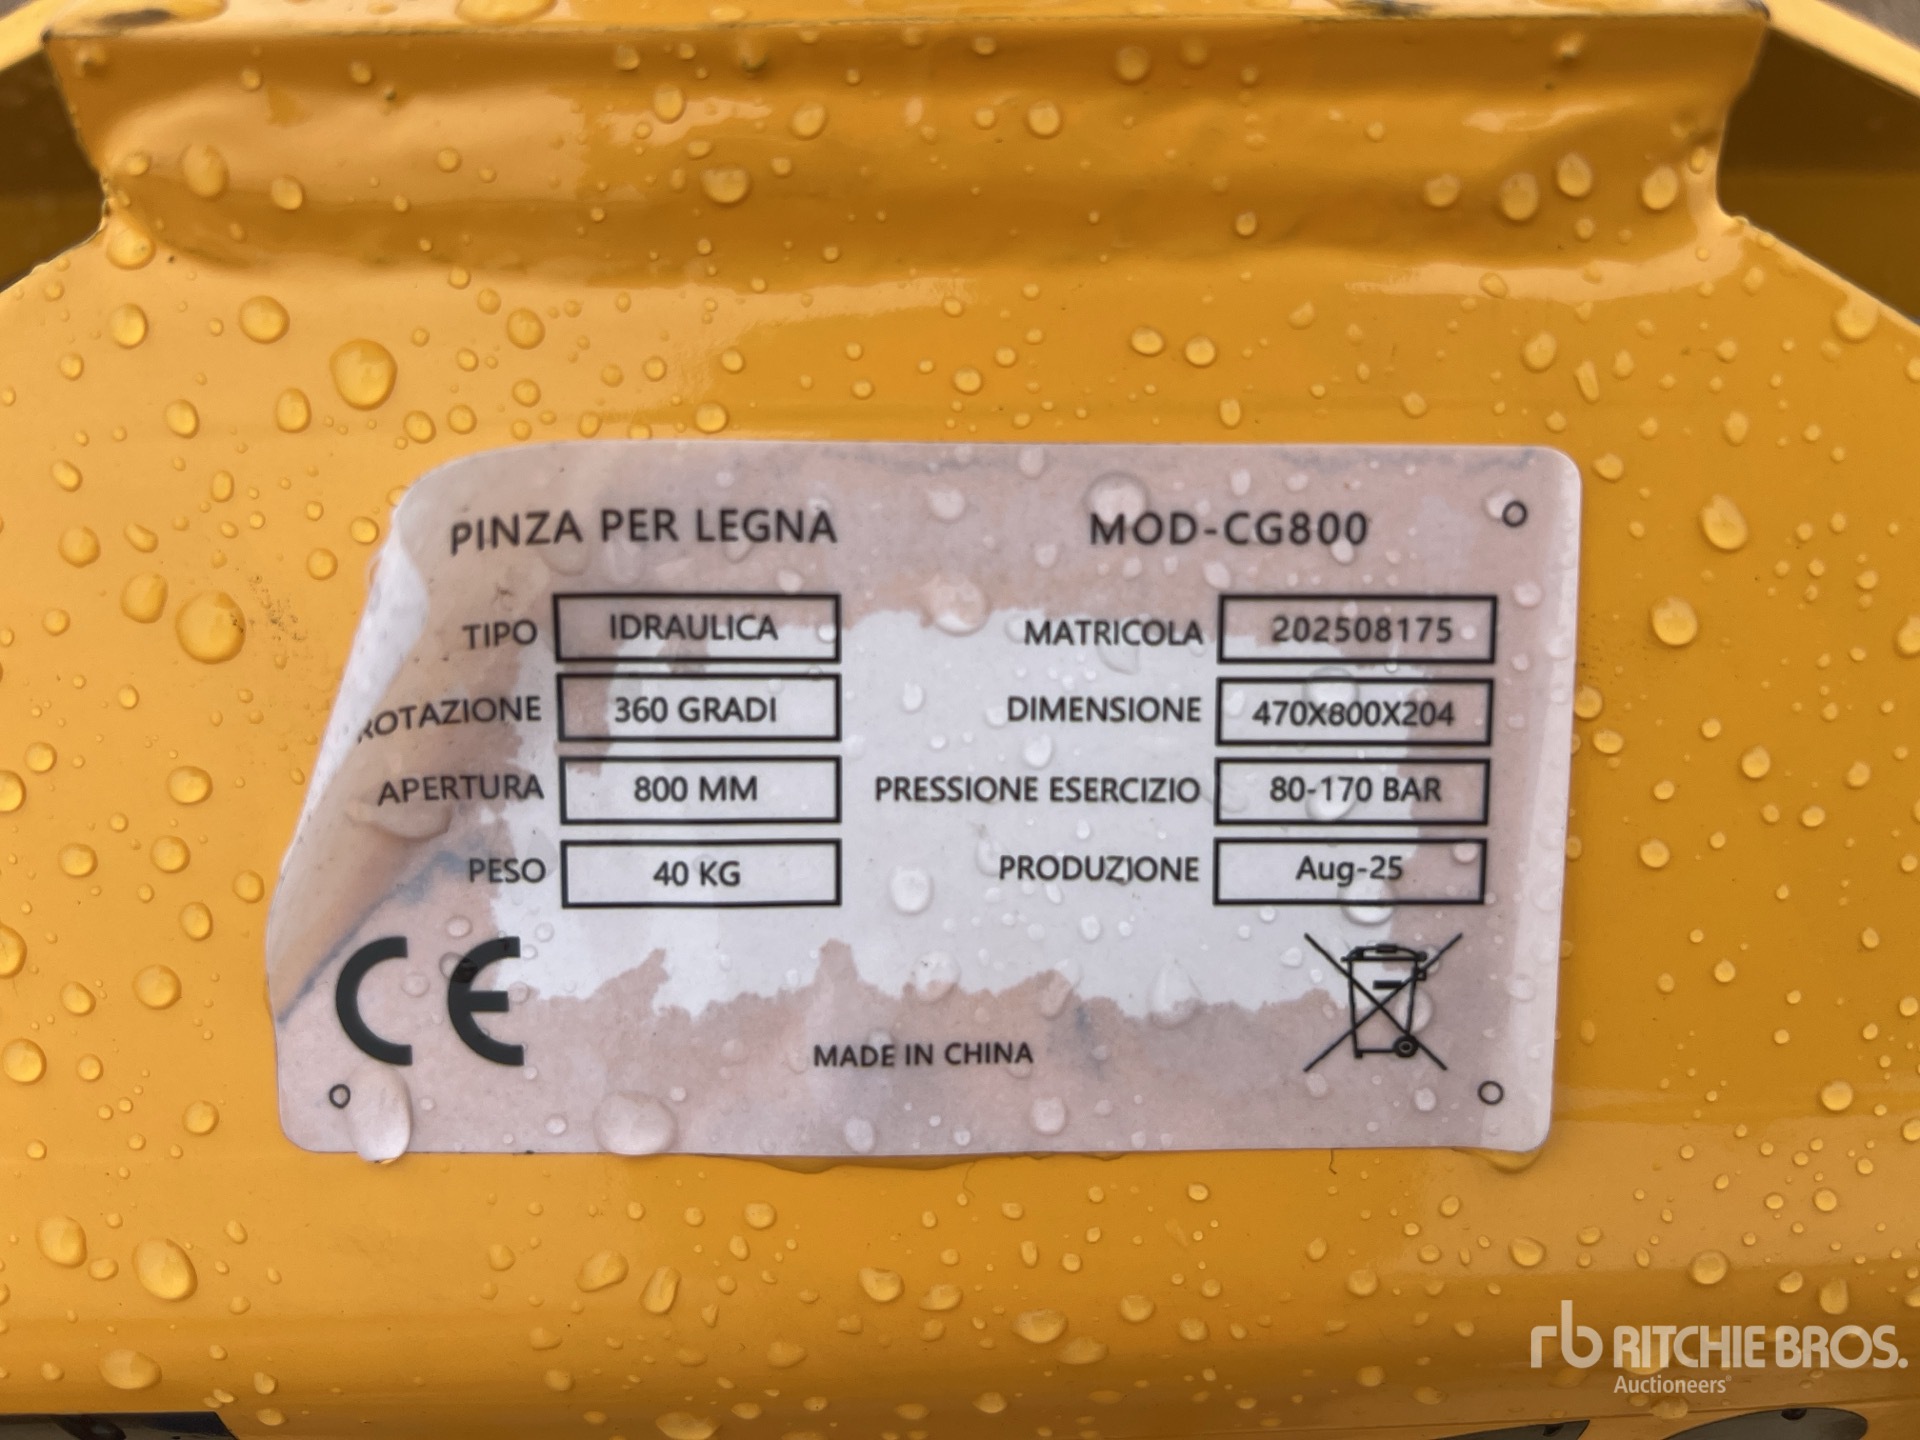 PINZA PER LEGNA MOD-CG800
TIPO IDRAULICA MATRICOLA 202508175
ROTAZIONE 360 GRADI DIMENSIONE 470X800X204
APERTURA 800 MM PRESSIONE ESERCIZIO 80-170 BAR
PESO 40 KG PRODUZIONE Aug-25
CE
MADE IN CHINA
rb RITCHIE BROS.
Auctioneers